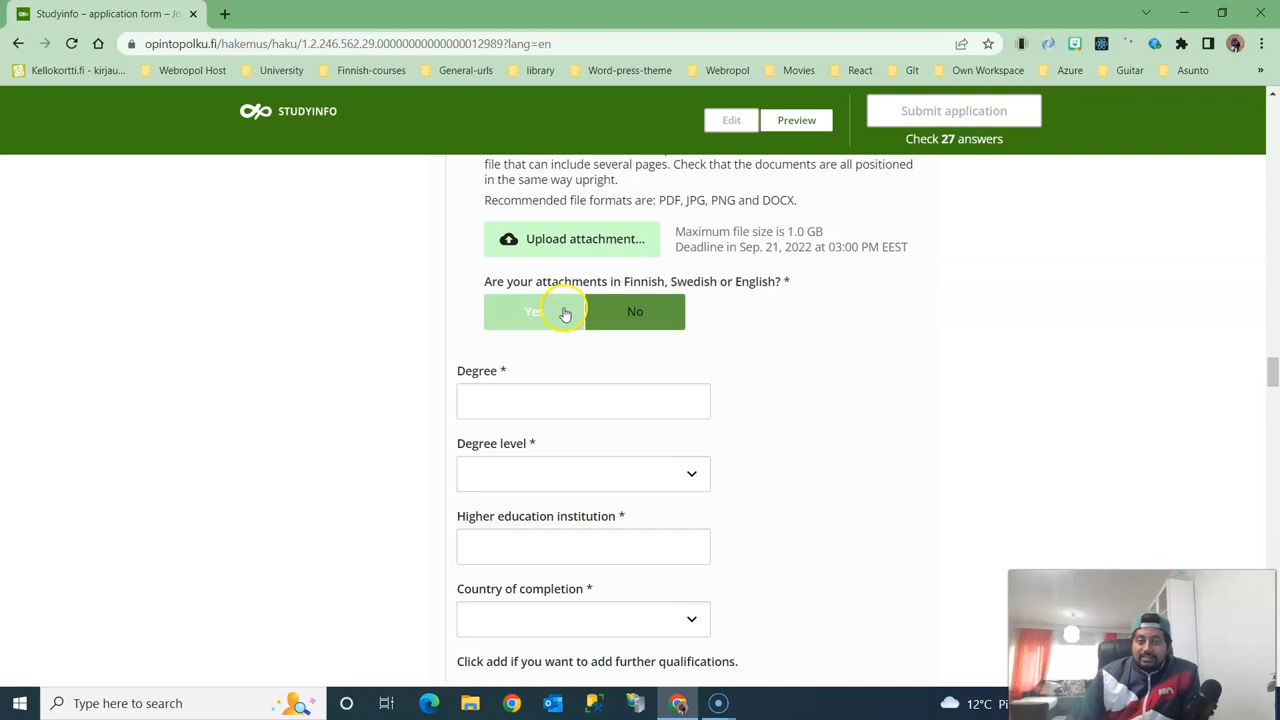 Studyinfo – application form – Jo
opintopolku.fi/hakemus/haku/1.2.246.562.29.00000000000000012989?lang=en
Kellokortti.fi - kirjau...
Webropol Host
University
Finnish-courses
General-urls
library
Word-press-theme
Webropol
Movies
React
GIt
Own Workspace
Azure
Guitar
Asunto
»
STUDYINFO
Edit
Preview
Submit application
Check 27 answers
file that can include several pages. Check that the documents are all positioned
in the same way upright.
Recommended file formats are: PDF, JPG, PNG and DOCX.
Upload attachment...
Maximum file size is 1.0 GB
Deadline in Sep. 21, 2022 at 03:00 PM EEST
Are your attachments in Finnish, Swedish or English? *
Yes
No
Degree *
Degree level *
Higher education institution *
Country of completion *
Click add if you want to add further qualifications.
Type here to search
12°C